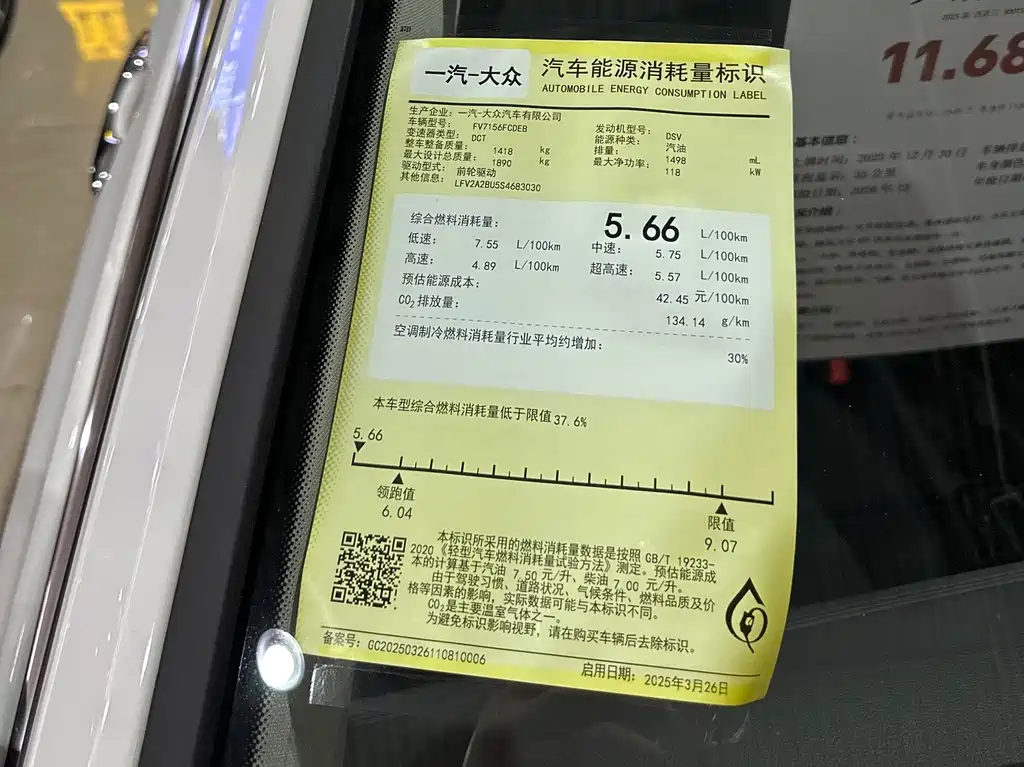 一汽-大众
汽车能源消耗量标识
AUTOMOBILE ENERGY CONSUMPTION LABEL
生产企业：一汽-大众汽车有限公司
车辆型号： FV7156FCDEB 发动机型号： DSV
变速器类型： DCT 能源种类： 汽油
整车整备质量： 1418 kg 排量： 1498 mL
最大设计总质量： 1890 kg 最大净功率： 118 kW
驱动型式： 前轮驱动
其他信息： LFV2A2BU5S4683030
综合燃料消耗量： 5.66 L/100km
低速： 7.55 L/100km 中速： 5.75 L/100km
高速： 4.89 L/100km 超高速： 5.57 L/100km
预估能源成本： 42.45 元/100km
CO₂排放量： 134.14 g/km
空调制冷燃料消耗量行业平均约增加： 30%
本车型综合燃料消耗量低于限值37.6%
5.66
领跑值
6.04
限值
9.07
本标识所采用的燃料消耗量数据是按照 GB/T 19233-
2020《轻型汽车燃料消耗量试验方法》测定。预估能源成
本的计算基于汽油 7.50 元/升、柴油 7.00 元/升。
由于驾驶习惯、道路状况、气候条件、燃料品质及价
格等因素的影响，实际数据可能与本标识不同。
CO₂是主要温室气体之一。
为避免标识影响视野，请在购买车辆后去除标识。
备案号：GC20250326110810006
启用日期：2025年3月26日
11.68
基本信息：